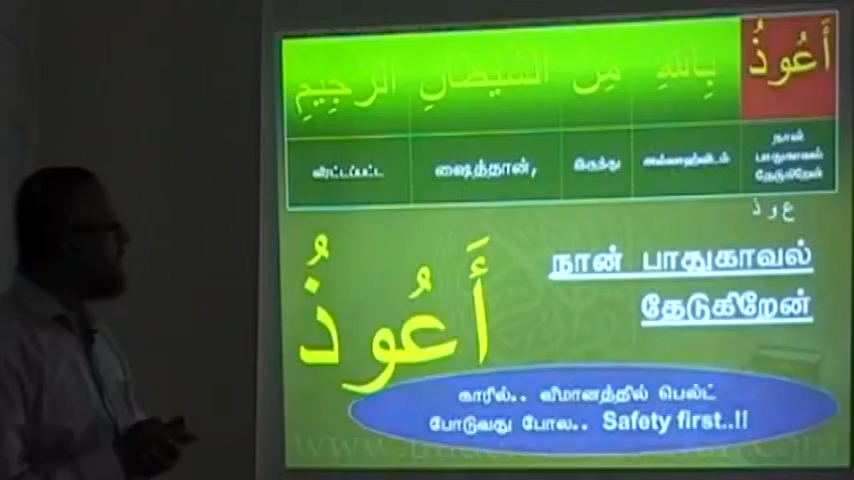 أَعُوذُ بِاللهِ مِنَ الشَّيْطَانِ الرَّجِيمِ
நான் பாதுகாவல் தேடுகிறேன் அல்லாஹ்விடம் இருந்து ஷைத்தான், விரட்டப்பட்ட
ع و ذ
நான் பாதுகாவல்
தேடுகிறேன்
أَعُوذُ
காரில்.. விமானத்தில் பெல்ட்
போடுவது போல.. Safety first..!!